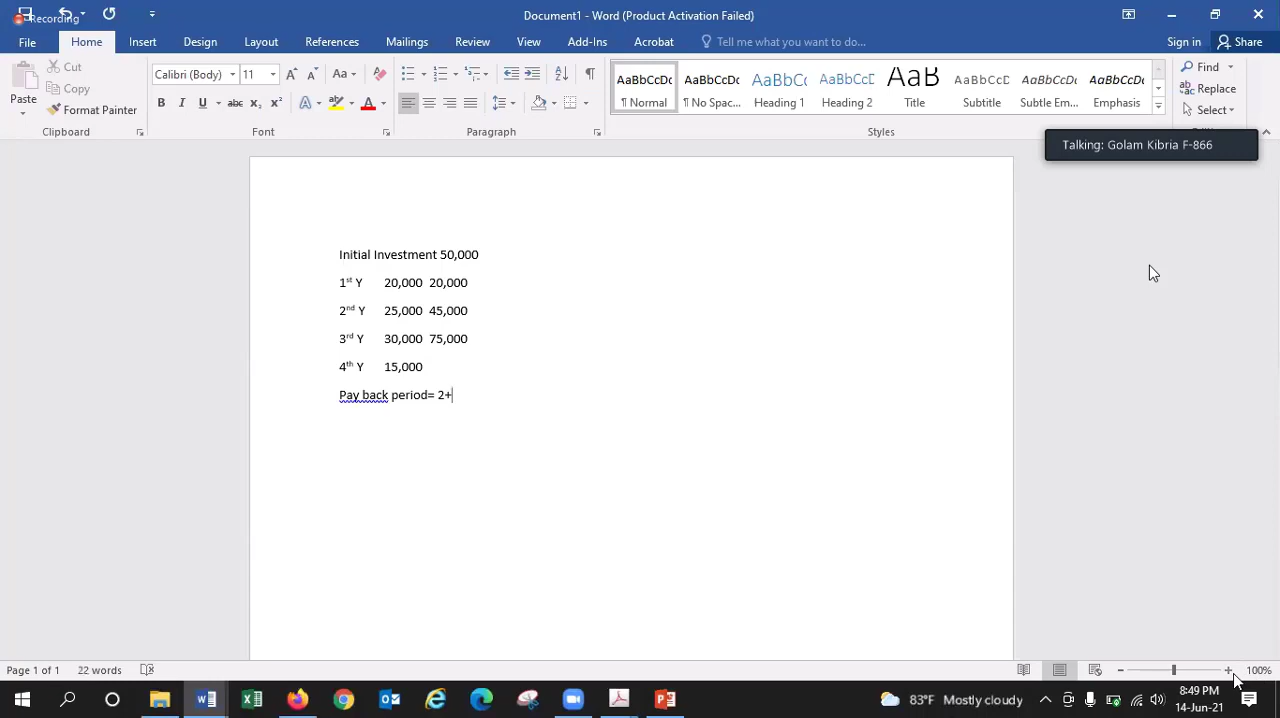 Recording
Document1 - Word (Product Activation Failed)
File Home Insert Design Layout References Mailings Review View Add-Ins Acrobat Tell me what you want to do... Sign in Share
Paste Cut Copy Format Painter
Calibri (Body) 11
AaBbCcDc AaBbCcDc AaBbCc AaBbCcD AaB AaBbCcD AaBbCcDc AaBbCcDc
¶ Normal ¶ No Spac... Heading Heading 2 Title Subtitle Subtle Em... Emphasis
Find
Replace
Select
Clipboard Font Paragraph Styles
Talking: Golam Kibria F-866
Initial Investment 50,000
1st Y 20,000 20,000
2nd Y 25,000 45,000
3rd Y 30,000 75,000
4th Y 15,000
Pay back period= 2+
Page 1 of 1 22 words 100%
83°F Mostly cloudy
8:49 PM
14-Jun-21